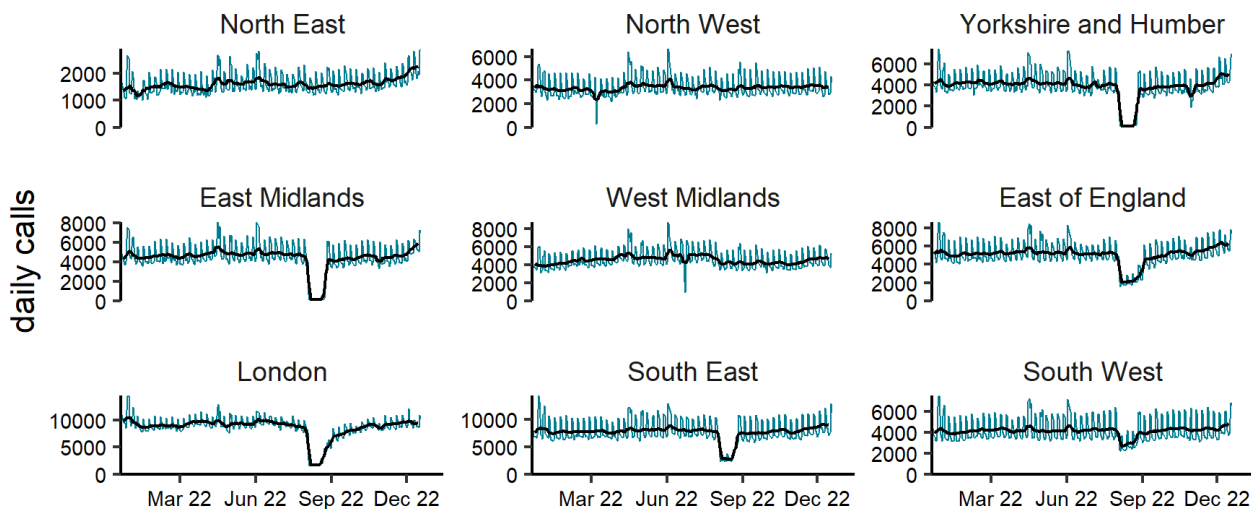 North East
North West
Yorkshire and Humber
2000
1000
0
6000
4000
2000
0
6000
4000
2000
0
daily calls
East Midlands
West Midlands
East of England
8000
6000
4000
2000
0
8000
6000
4000
2000
0
8000
6000
4000
2000
0
London
South East
South West
10000
5000
0
10000
5000
0
6000
4000
2000
0
Mar 22 Jun 22 Sep 22 Dec 22
Mar 22 Jun 22 Sep 22 Dec 22
Mar 22 Jun 22 Sep 22 Dec 22